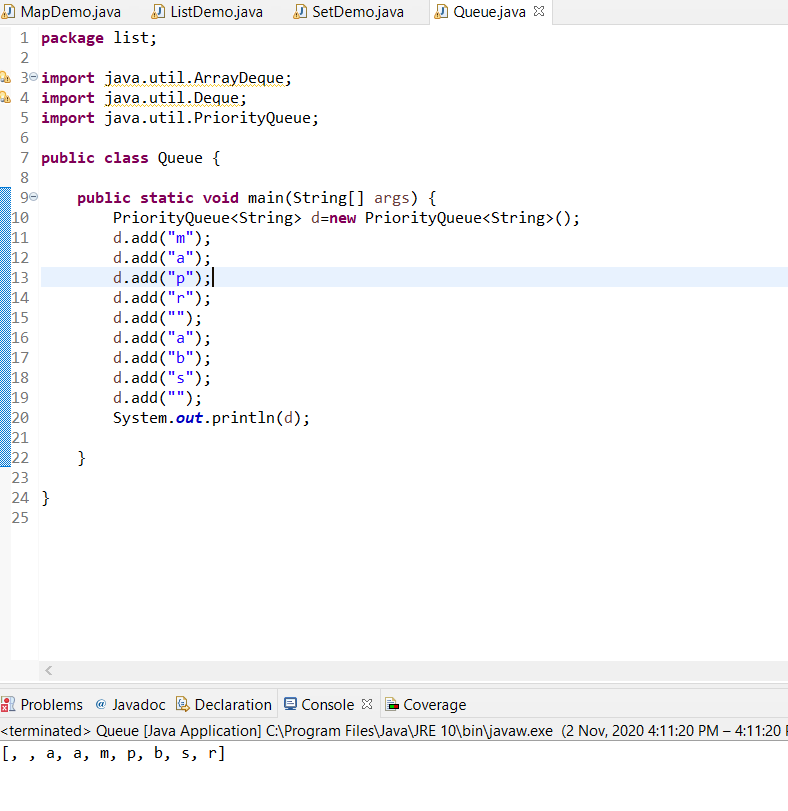 MapDemo.java ListDemo.java SetDemo.java Queue.java
1 package list;
2
3 import java.util.ArrayDeque;
4 import java.util.Deque;
5 import java.util.PriorityQueue;
6
7 public class Queue {
8
9 public static void main(String[] args) {
10 PriorityQueue<String> d=new PriorityQueue<String>();
11 d.add("m");
12 d.add("a");
13 d.add("p");
14 d.add("r");
15 d.add("");
16 d.add("a");
17 d.add("b");
18 d.add("s");
19 d.add("");
20 System.out.println(d);
21
22 }
23
24 }
25
Problems @ Javadoc Declaration Console Coverage
<terminated> Queue [Java Application] C:\Program Files\Java\JRE 10\bin\javaw.exe (2 Nov, 2020 4:11:20 PM – 4:11:20 P
[, , a, a, m, p, b, s, r]